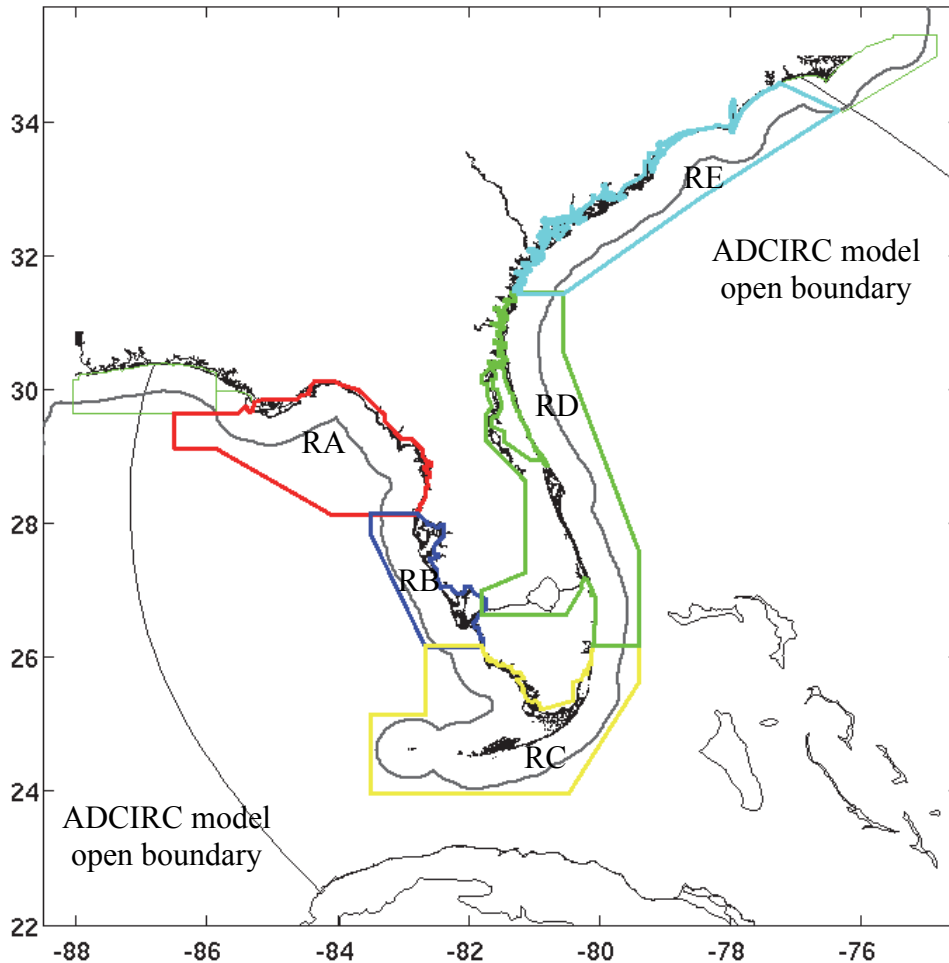 34
RE
32
ADCIRC model
open boundary
30
RD
RA
28
RB
26
RC
24
ADCIRC model
open boundary
22
-88
-86
-84
-82
-80
-78
-76